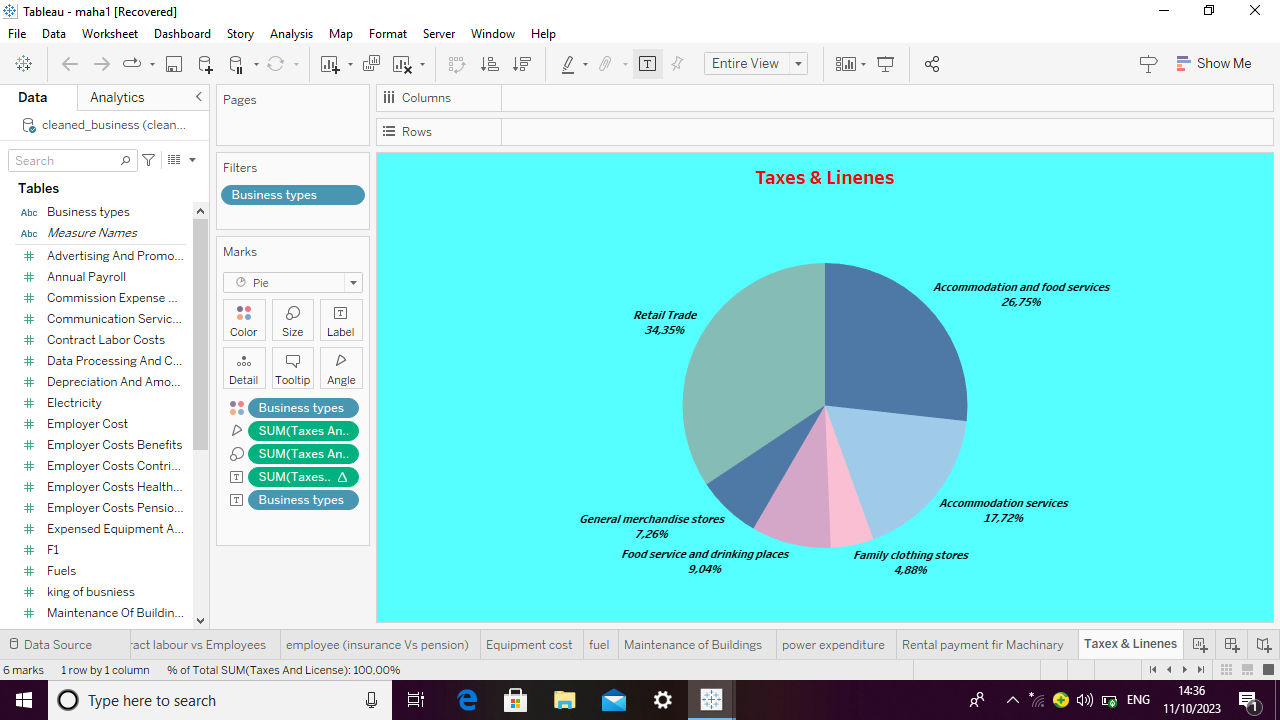 Tableau - maha1 [Recovered]
File Data Worksheet Dashboard Story Analysis Map Format Server Window Help
Entire View
Show Me
Data Analytics
cleaned_business (clean...
Search
Tables
Abc Business types
Abc Measure Names
Advertising And Promo...
Annual Payroll
Commission Expense ...
Communication Servic...
Contract Labor Costs
Data Processing And C...
Depreciation And Amo...
Electricity
Employer Cost
Employer Costs Benefits
Employer Costs Contri...
Employer Costs Health...
Employer Costs Pensio...
Expensed Equipment A...
F1
Fuels
king of busniess
Maintenance Of Buildin...
Pages
Filters
Business types
Marks
Pie
Color Size Label
Detail Tooltip Angle
Business types
SUM(Taxes An..
SUM(Taxes An..
SUM(Taxes.. 
Business types
Columns
Rows
Taxes & Linenes
Accommodation and food services
26,75%
Retail Trade
34,35%
Accommodation services
17,72%
General merchandise stores
7,26%
Food service and drinking places
9,04%
Family clothing stores
4,88%
Data Source ract labour vs Employees employee (insurance Vs pension) Equipment cost fuel Maintenance of Buildings power expenditure Rental payment fir Machinary Taxex & Linenes
6 marks 1 row by 1 column % of Total SUM(Taxes And License): 100,00%
Type here to search
ENG
14:36
11/10/2023
1